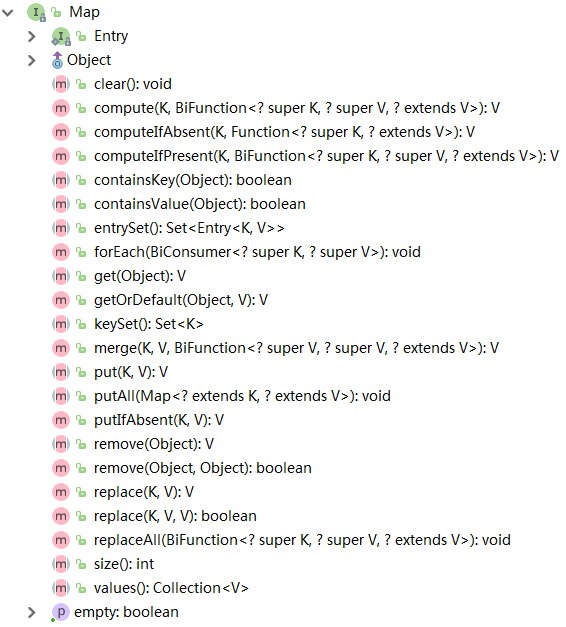 Map
Entry
Object
clear(): void
compute(K, BiFunction<? super K, ? super V, ? extends V>): V
computeIfAbsent(K, Function<? super K, ? extends V>): V
computeIfPresent(K, BiFunction<? super K, ? super V, ? extends V>): V
containsKey(Object): boolean
containsValue(Object): boolean
entrySet(): Set<Entry<K, V>>
forEach(BiConsumer<? super K, ? super V>): void
get(Object): V
getOrDefault(Object, V): V
keySet(): Set<K>
merge(K, V, BiFunction<? super V, ? super V, ? extends V>): V
put(K, V): V
putAll(Map<? extends K, ? extends V>): void
putIfAbsent(K, V): V
remove(Object): V
remove(Object, Object): boolean
replace(K, V): V
replace(K, V, V): boolean
replaceAll(BiFunction<? super K, ? super V, ? extends V>): void
size(): int
values(): Collection<V>
empty: boolean